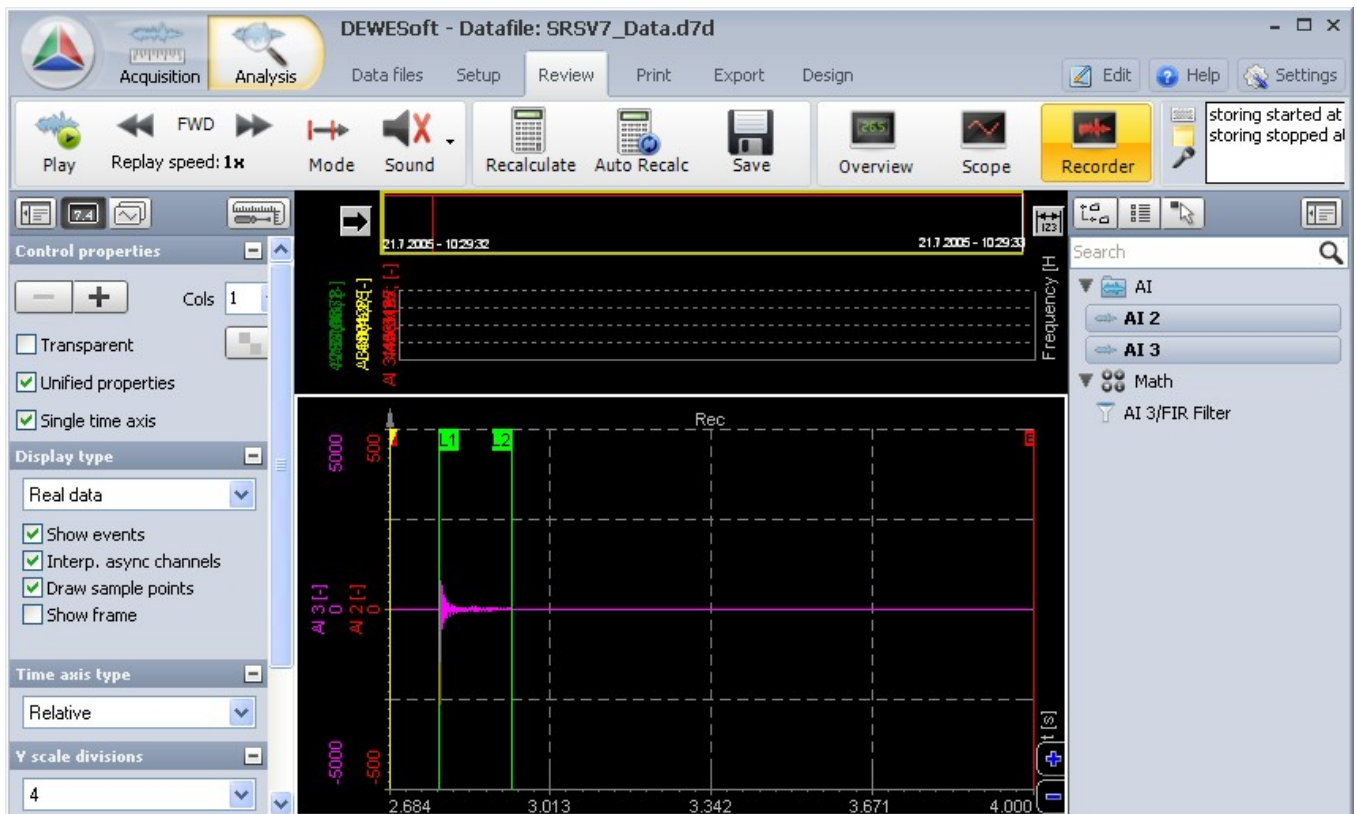 DEWESoft - Datafile: SRSV7_Data.d7d
Acquisition
Analysis
Data files
Setup
Review
Print
Export
Design
Edit
Help
Settings
Play
FWD
Replay speed: 1x
Mode
Sound
Recalculate
Auto Recalc
Save
Overview
Scope
Recorder
storing started at
storing stopped a
Control properties
Cols 1
Transparent
Unified properties
Single time axis
Display type
Real data
Show events
Interp. async channels
Draw sample points
Show frame
Time axis type
Relative
Y scale divisions
4
21.7.2005 - 10:29:32
21.7.2005 - 10:29:33
123
Frequency [H
Rec
L1
L2
5000
500
AI 3 [-]
0
AI 2 [-]
0
-5000
-500
2.684
3.013
3.342
3.671
4.000
t [s]
Search
AI
AI 2
AI 3
Math
AI 3/FIR Filter